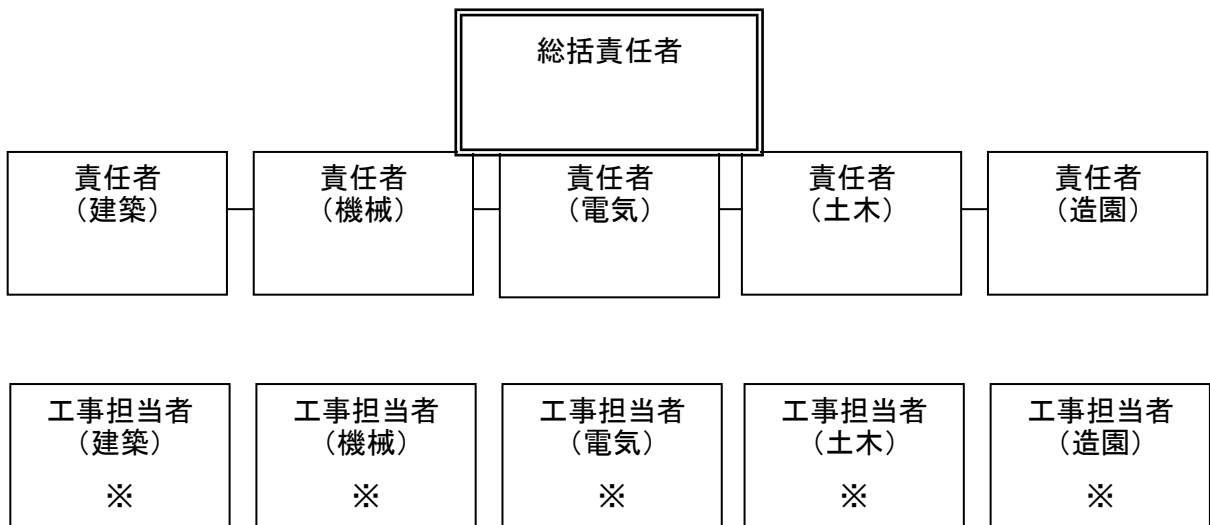 総括責任者
責任者
（建築）
責任者
（機械）
責任者
（電気）
責任者
（土木）
責任者
（造園）
工事担当者
（建築）
※
工事担当者
（機械）
※
工事担当者
（電気）
※
工事担当者
（土木）
※
工事担当者
（造園）
※